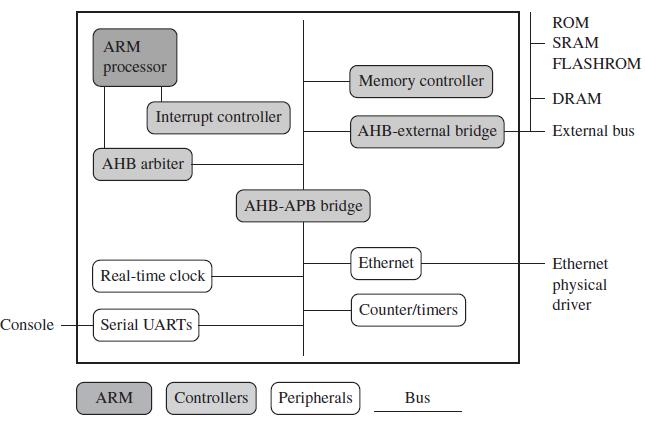 ROM
SRAM
FLASHROM
ARM
processor
Memory controller
DRAM
Interrupt controller
AHB-external bridge
External bus
AHB arbiter
AHB-APB bridge
Ethernet
Ethernet
physical
driver
Real-time clock
Counter/timers
Console
Serial UARTs
ARM
Controllers
Peripherals
Bus